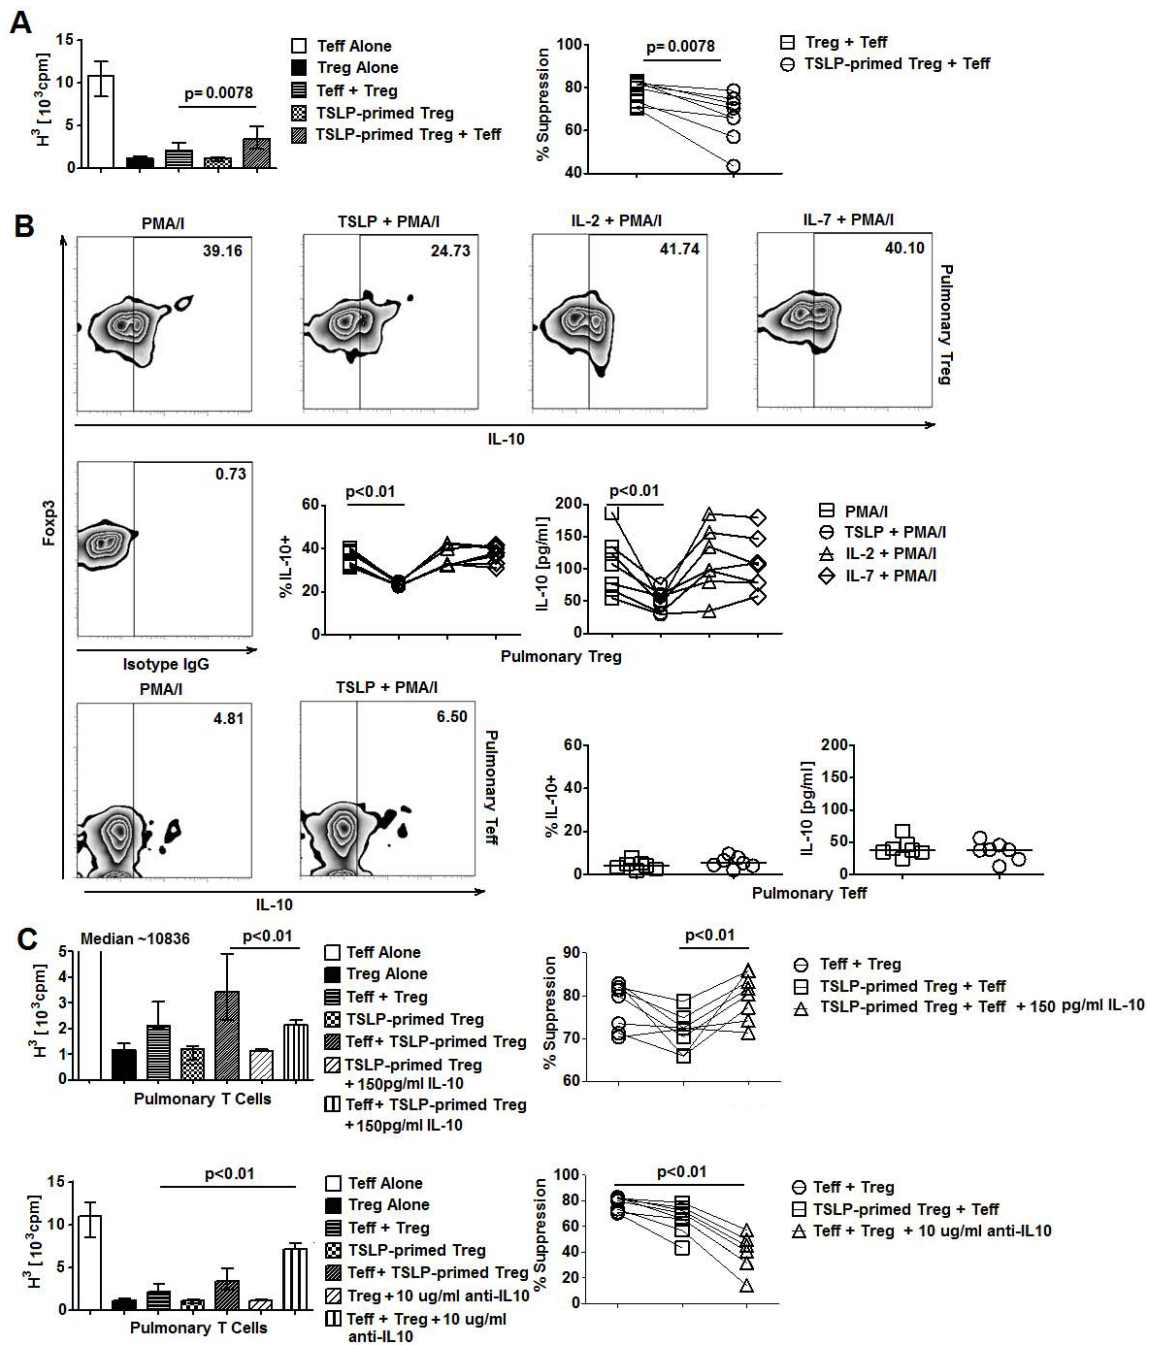 A
15
10
5
0
H³ [10³cpm]
p=0.0078
Teff Alone
Treg Alone
Teff + Treg
TSLP-primed Treg
TSLP-primed Treg + Teff
100
80
60
40
% Suppression
p=0.0078
Treg + Teff
TSLP-primed Treg + Teff
B
PMA/I
TSLP + PMA/I
IL-2 + PMA/I
IL-7 + PMA/I
39.16
24.73
41.74
40.10
Pulmonary Treg
IL-10
Foxp3
0.73
Isotype IgG
60
40
20
0
% IL-10+
p<0.01
200
150
100
50
0
IL-10 [pg/ml]
p<0.01
PMA/I
TSLP + PMA/I
IL-2 + PMA/I
IL-7 + PMA/I
Pulmonary Treg
PMA/I
TSLP + PMA/I
4.81
6.50
Pulmonary Teff
IL-10
60
40
20
0
% IL-10+
200
150
100
50
0
IL-10 [pg/ml]
Pulmonary Teff
C
Median ~10836
p<0.01
5
4
3
2
1
0
H³ [10³cpm]
Pulmonary T Cells
Teff Alone
Treg Alone
Teff + Treg
TSLP-primed Treg
Teff+ TSLP-primed Treg
TSLP-primed Treg
+150pg/ml IL-10
Teff+ TSLP-primed Treg
+150pg/ml IL-10
90
80
70
60
% Suppression
p<0.01
Teff + Treg
TSLP-primed Treg + Teff
TSLP-primed Treg + Teff + 150 pg/ml IL-10
15
10
5
0
H³ [10³cpm]
p<0.01
Pulmonary T Cells
Teff Alone
Treg Alone
Teff + Treg
TSLP-primed Treg
Teff+ TSLP-primed Treg
Treg+10 ug/ml anti-IL10
Teff + Treg+10 ug/ml
anti-IL10
100
80
60
40
20
0
% Suppression
p<0.01
Teff + Treg
TSLP-primed Treg + Teff
Teff + Treg + 10 ug/ml anti-IL10